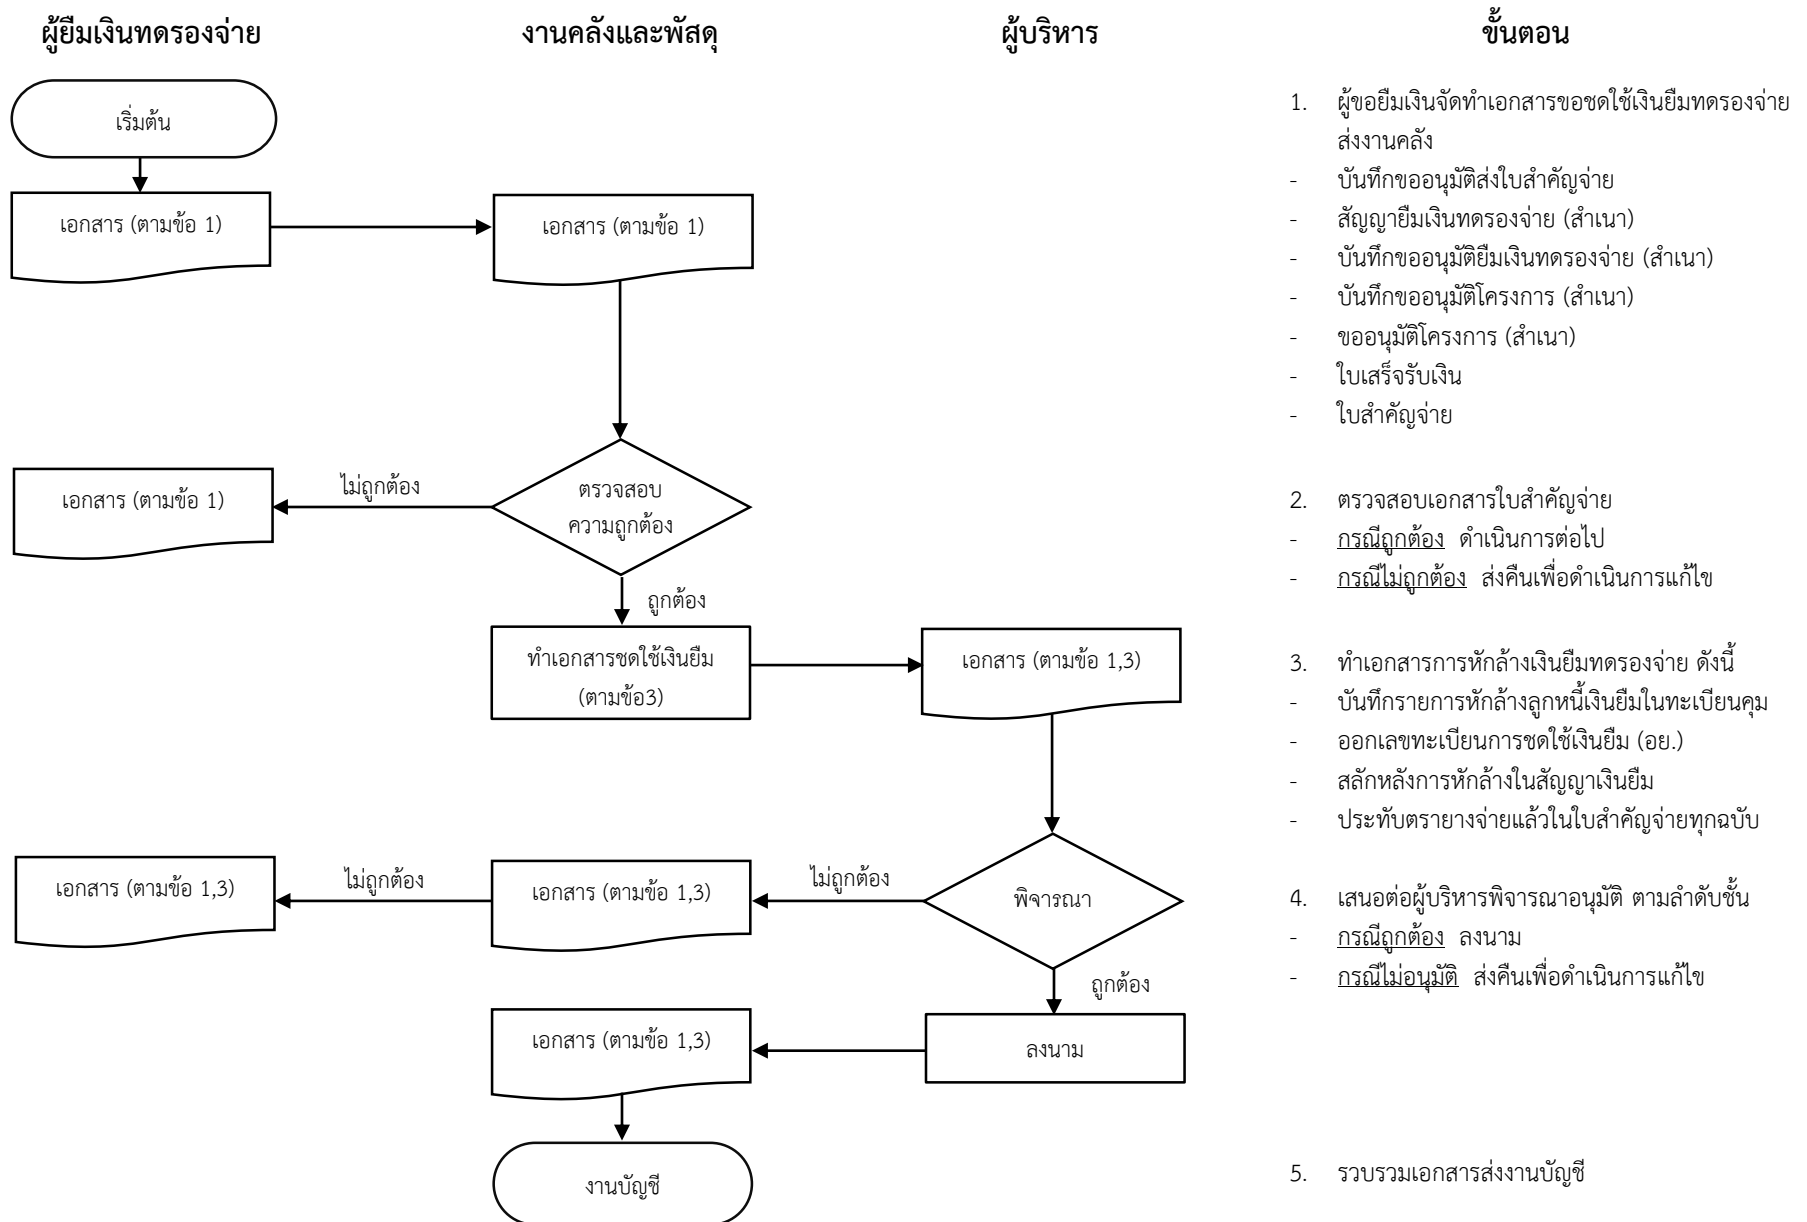 ผู้ยืมเงินทดรองจ่าย
งานคลังและพัสดุ
ผู้บริหาร
ขั้นตอน
เริ่มต้น
เอกสาร (ตามข้อ 1)
เอกสาร (ตามข้อ 1)
เอกสาร (ตามข้อ 1)
ไม่ถูกต้อง
ตรวจสอบ
ความถูกต้อง
ถูกต้อง
ทำเอกสารชดใช้เงินยืม
(ตามข้อ3)
เอกสาร (ตามข้อ 1,3)
เอกสาร (ตามข้อ 1,3)
ไม่ถูกต้อง
เอกสาร (ตามข้อ 1,3)
ไม่ถูกต้อง
พิจารณา
ถูกต้อง
เอกสาร (ตามข้อ 1,3)
ลงนาม
งานบัญชี
1. ผู้ขอยืมเงินจัดทำเอกสารขอชดใช้เงินยืมทดรองจ่าย
ส่งงานคลัง
- บันทึกขออนุมัติส่งใบสำคัญจ่าย
- สัญญายืมเงินทดรองจ่าย (สำเนา)
- บันทึกขออนุมัติยืมเงินทดรองจ่าย (สำเนา)
- บันทึกขออนุมัติโครงการ (สำเนา)
- ขออนุมัติโครงการ (สำเนา)
- ใบเสร็จรับเงิน
- ใบสำคัญจ่าย
2. ตรวจสอบเอกสารใบสำคัญจ่าย
- กรณีถูกต้อง ดำเนินการต่อไป
- กรณีไม่ถูกต้อง ส่งคืนเพื่อดำเนินการแก้ไข
3. ทำเอกสารการหักล้างเงินยืมทดรองจ่าย ดังนี้
- บันทึกรายการหักล้างลูกหนี้เงินยืมในทะเบียนคุม
- ออกเลขทะเบียนการชดใช้เงินยืม (อย.)
- สลักหลังการหักล้างในสัญญาเงินยืม
- ประทับตรายางจ่ายแล้วในใบสำคัญจ่ายทุกฉบับ
4. เสนอต่อผู้บริหารพิจารณาอนุมัติ ตามลำดับชั้น
- กรณีถูกต้อง ลงนาม
- กรณีไม่อนุมัติ ส่งคืนเพื่อดำเนินการแก้ไข
5. รวบรวมเอกสารส่งงานบัญชี